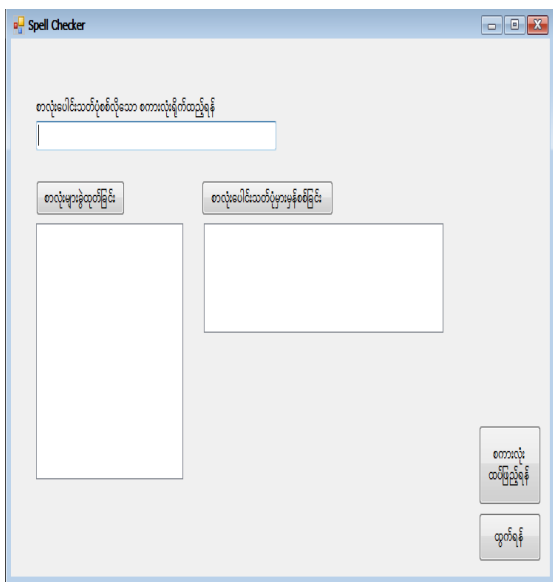 Spell Checker
စာလုံးပေါင်းသတ်ပုံစစ်လိုသော စကားလုံးရိုက်ထည့်ရန်
စာလုံးများခွဲထုတ်ခြင်း
စာလုံးပေါင်းသတ်ပုံမှားမှန်စစ်ခြင်း
စကားလုံး
ထပ်ဖြည့်ရန်
ထွက်ရန်